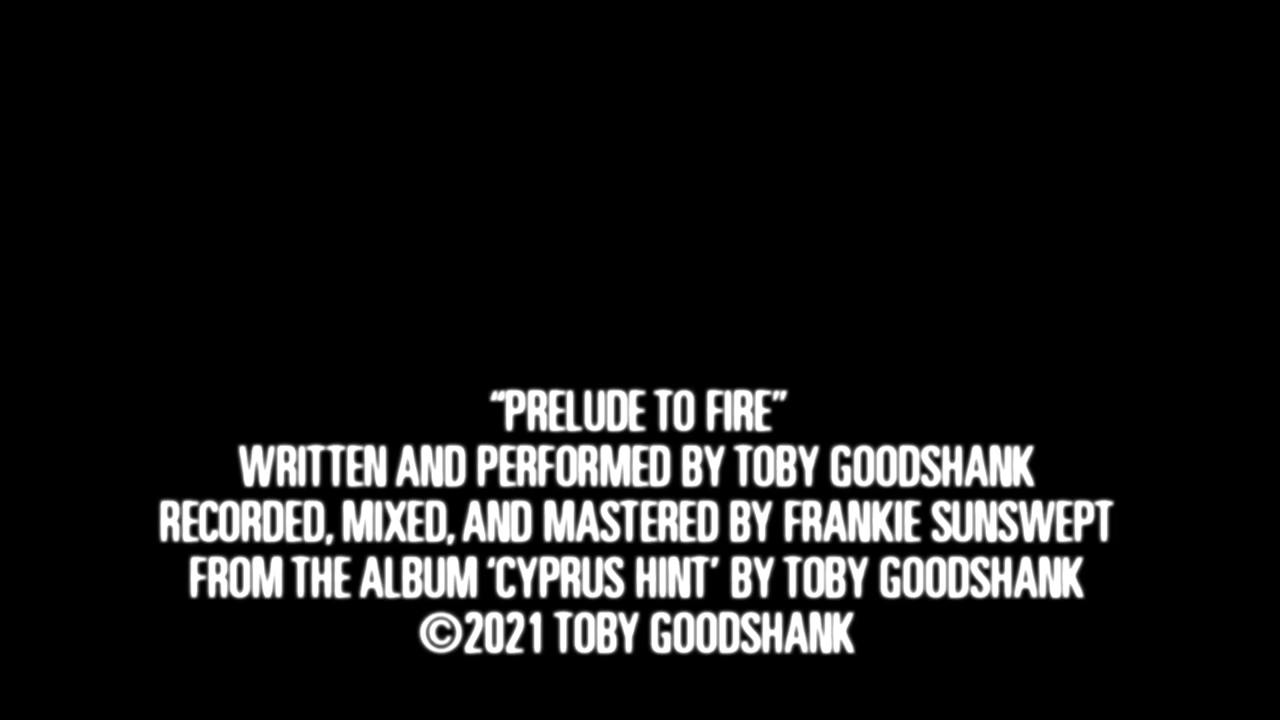 “PRELUDE TO FIRE”
WRITTEN AND PERFORMED BY TOBY GOODSHANK
RECORDED, MIXED, AND MASTERED BY FRANKIE SUNSWEPT
FROM THE ALBUM ‘CYPRUS HINT’ BY TOBY GOODSHANK
©2021 TOBY GOODSHANK